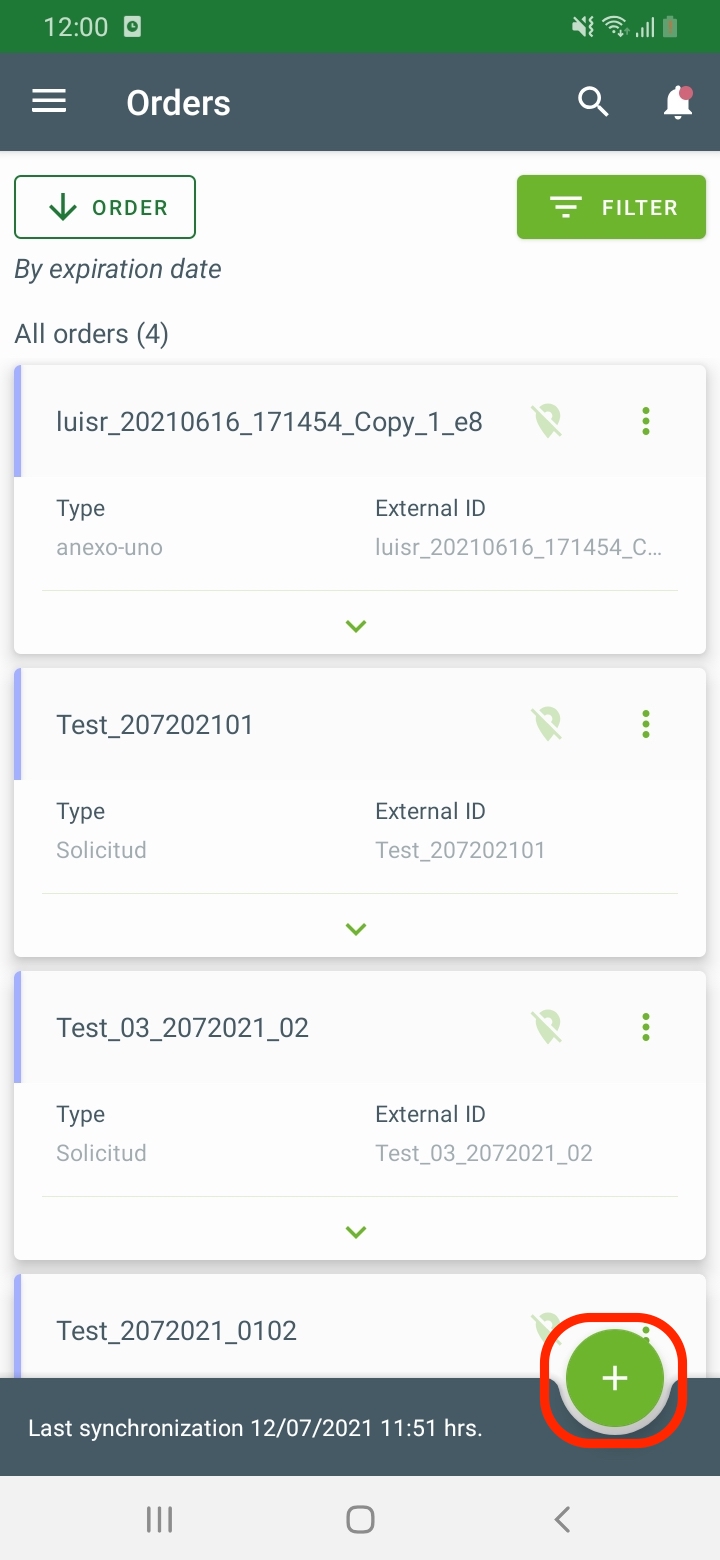 12:00
Orders
ORDER
FILTER
By expiration date
All orders (4)
luisr_20210616_171454_Copy_1_e8
Type
External ID
anexo-uno
luisr_20210616_171454_C...
Test_207202101
Type
External ID
Solicitud
Test_207202101
Test_03_2072021_02
Type
External ID
Solicitud
Test_03_2072021_02
Test_2072021_0102
Last synchronization 12/07/2021 11:51 hrs.